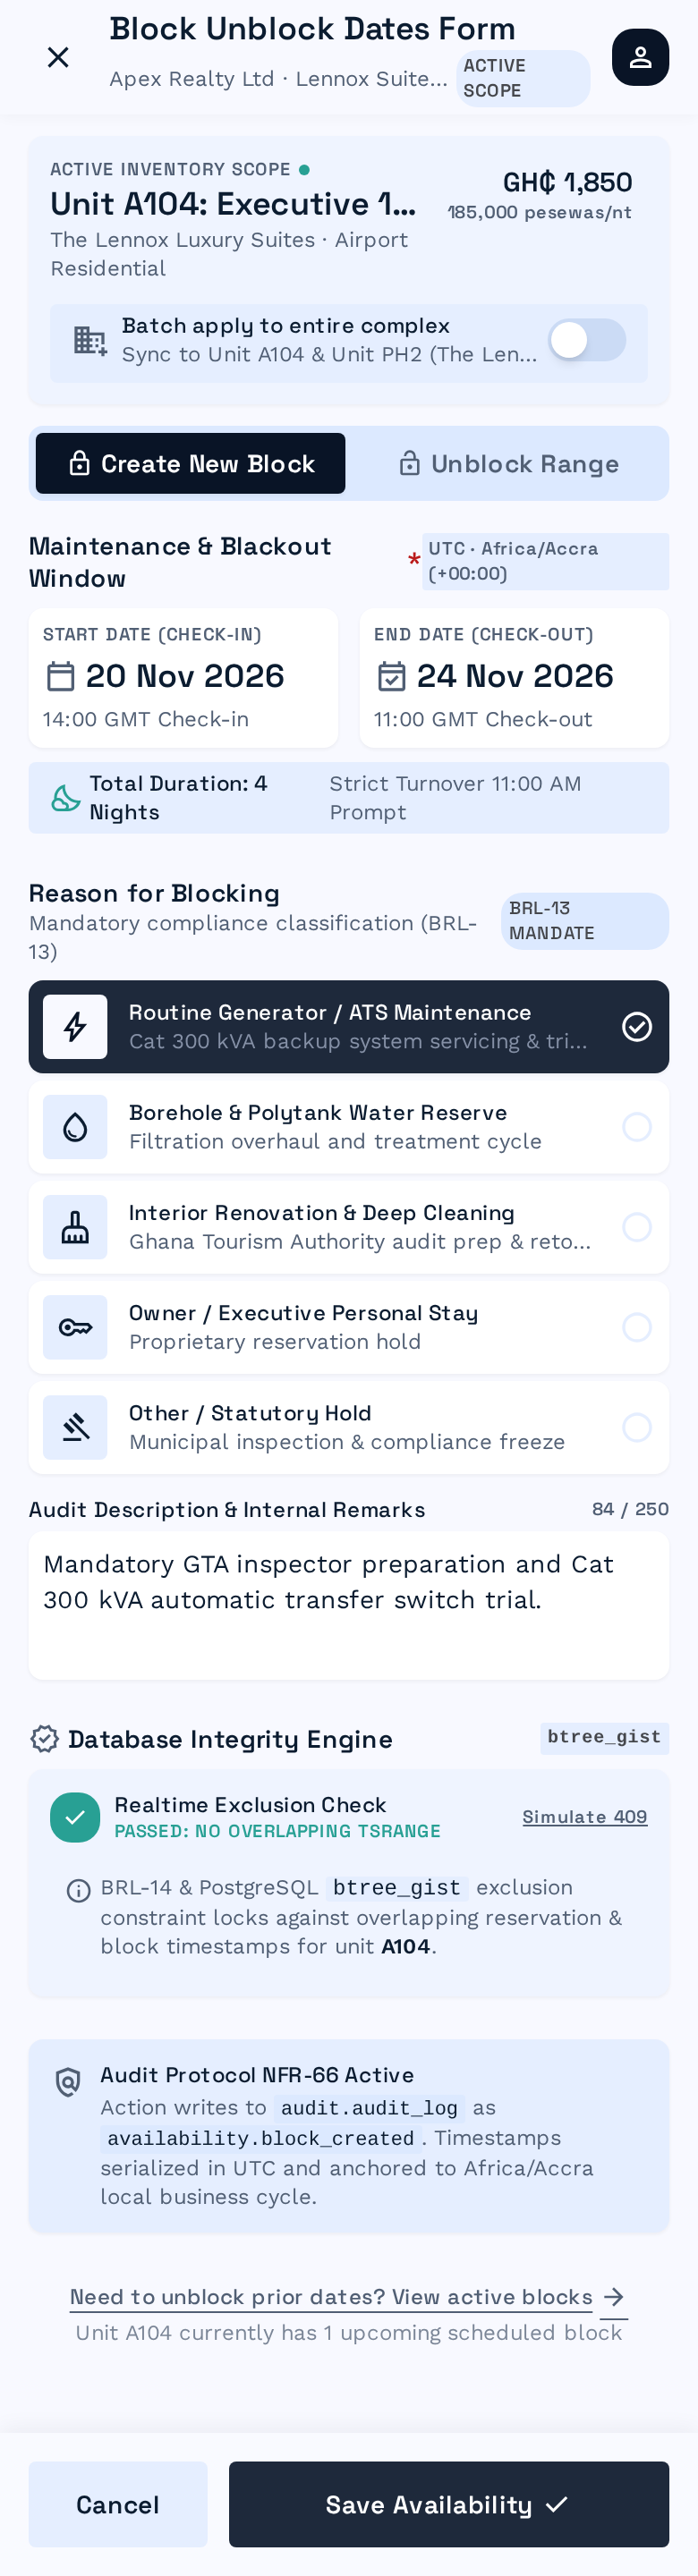 Block Unblock Dates Form
Apex Realty Ltd · Lennox Suite...
ACTIVE
SCOPE
ACTIVE INVENTORY SCOPE
Unit A104: Executive 1...
GH₵ 1,850
185,000 pesewas/nt
The Lennox Luxury Suites · Airport
Residential
Batch apply to entire complex
Sync to Unit A104 & Unit PH2 (The Len...
Create New Block
Unblock Range
Maintenance & Blackout
Window
*
UTC · Africa/Accra
(+00:00)
START DATE (CHECK-IN)
20 Nov 2026
14:00 GMT Check-in
END DATE (CHECK-OUT)
24 Nov 2026
11:00 GMT Check-out
Total Duration: 4
Nights
Strict Turnover 11:00 AM
Prompt
Reason for Blocking
Mandatory compliance classification (BRL-
13)
BRL-13
MANDATE
Routine Generator / ATS Maintenance
Cat 300 kVA backup system servicing & tri...
Borehole & Polytank Water Reserve
Filtration overhaul and treatment cycle
Interior Renovation & Deep Cleaning
Ghana Tourism Authority audit prep & reto...
Owner / Executive Personal Stay
Proprietary reservation hold
Other / Statutory Hold
Municipal inspection & compliance freeze
Audit Description & Internal Remarks
84 / 250
Mandatory GTA inspector preparation and Cat
300 kVA automatic transfer switch trial.
Database Integrity Engine
btree_gist
Realtime Exclusion Check
PASSED: NO OVERLAPPING TSRANGE
Simulate 409
BRL-14 & PostgreSQL btree_gist exclusion
constraint locks against overlapping reservation &
block timestamps for unit A104.
Audit Protocol NFR-66 Active
Action writes to audit.audit_log as
availability.block_created. Timestamps
serialized in UTC and anchored to Africa/Accra
local business cycle.
Need to unblock prior dates? View active blocks →
Unit A104 currently has 1 upcoming scheduled block
Cancel
Save Availability ✓